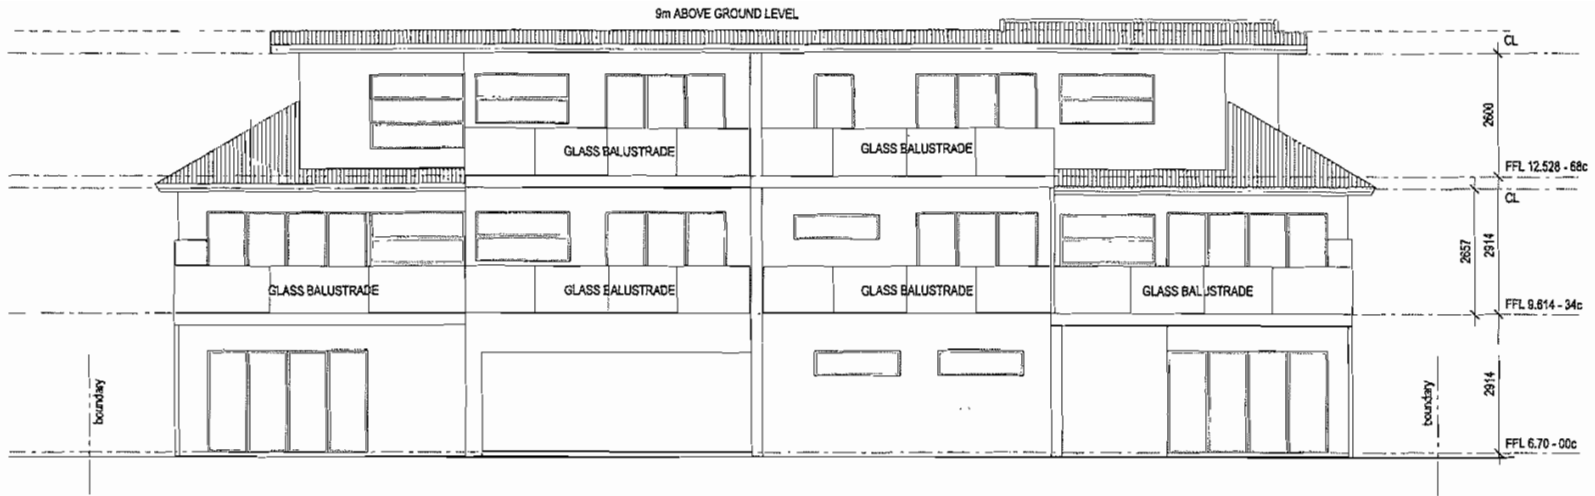 9m ABOVE GROUND LEVEL
CL
2600
GLASS BALUSTRADE
GLASS BALUSTRADE
FFL 12.528 - 68c
CL
2657
2914
GLASS BALUSTRADE
GLASS BALUSTRADE
GLASS BALUSTRADE
GLASS BALUSTRADE
FFL 9.614 - 34c
boundary
boundary
2914
FFL 6.70 - 00c